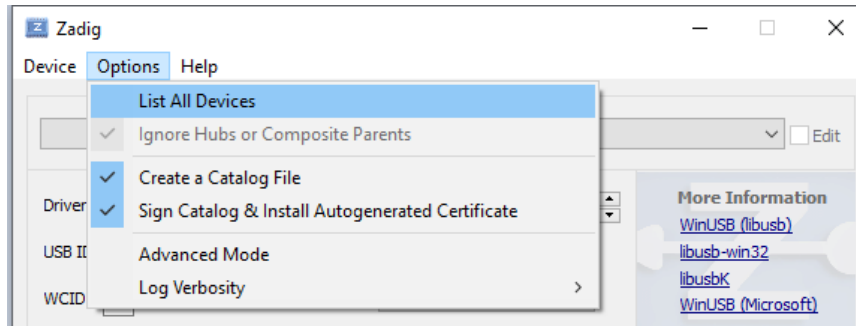 Zadig
Device Options Help
List All Devices
Ignore Hubs or Composite Parents
Edit
Create a Catalog File
Sign Catalog & Install Autogenerated Certificate
Advanced Mode
Log Verbosity
Driver
USB ID
WCID
More Information
WinUSB (libusb)
libusb-win32
libusbK
WinUSB (Microsoft)